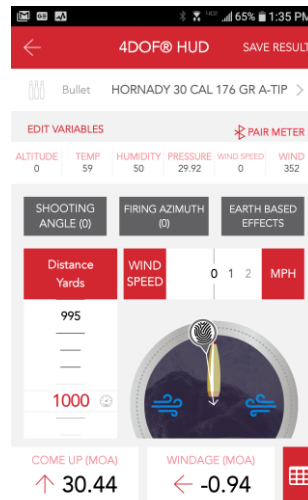 65% 1:35 PM
4DOF® HUD SAVE RESULT
Bullet HORNADY 30 CAL 176 GR A-TIP >
EDIT VARIABLES PAIR METER
ALTITUDE TEMP HUMIDITY PRESSURE WIND SPEED WIND
0 59 50 29.92 0 352
SHOOTING ANGLE (0) FIRING AZIMUTH (0) EARTH BASED EFFECTS
Distance Yards WIND SPEED 0 1 2 MPH
995
1000
COME UP (MOA) WINDAGE (MOA)
↑ 30.44 ← -0.94